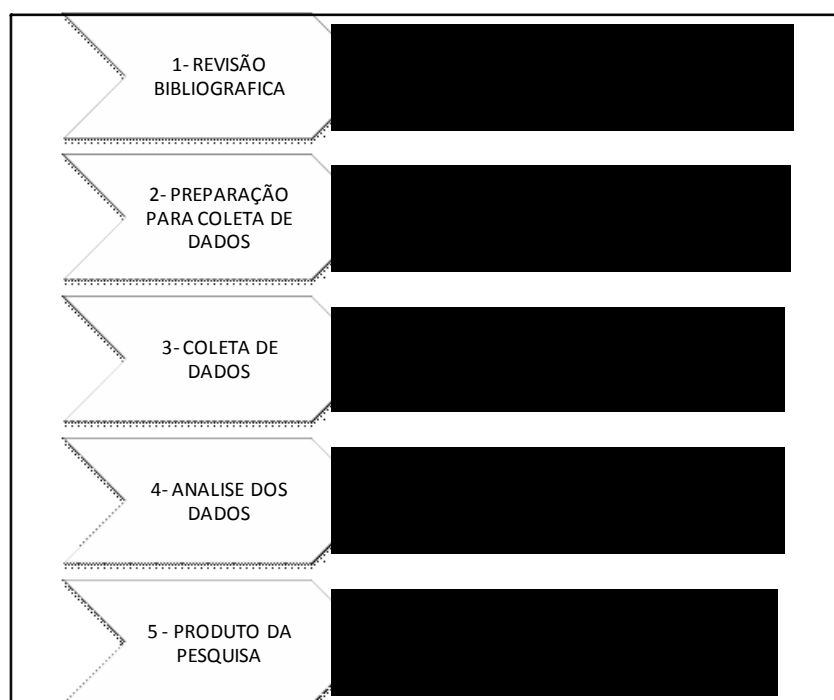 1- REVISÃO
BIBLIOGRAFICA
2- PREPARAÇÃO
PARA COLETA DE
DADOS
3- COLETA DE
DADOS
4- ANALISE DOS
DADOS
5 - PRODUTO DA
PESQUISA